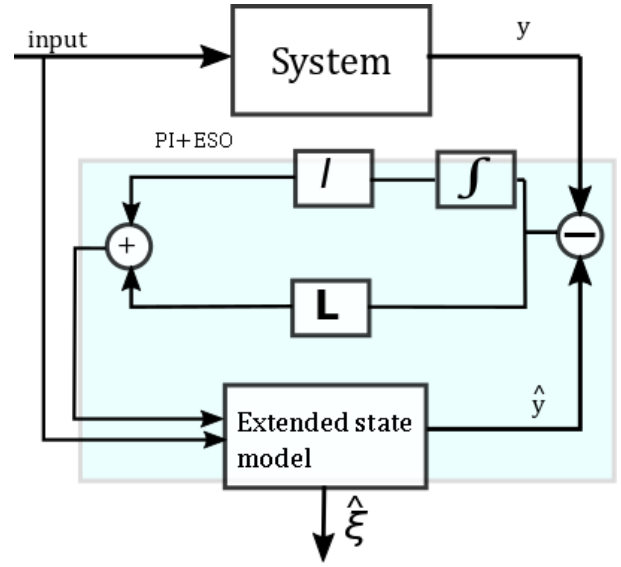 input
y
System
PI+ESO
I
∫
−
+
L
ŷ
Extended state
model
ξ̂